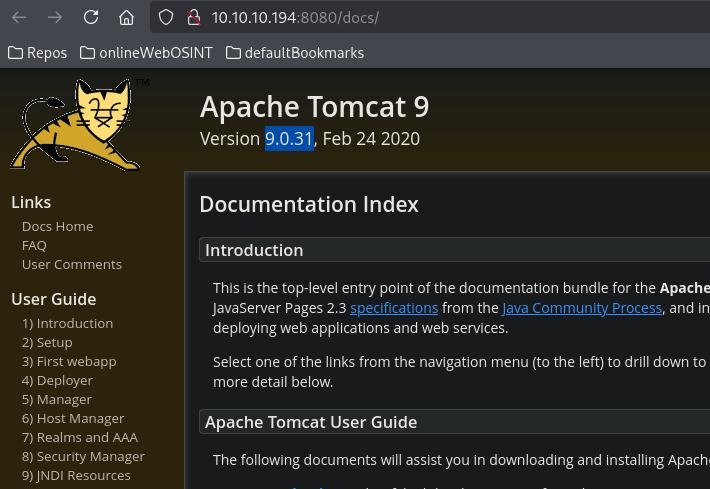 10.10.10.194:8080/docs/
Repos onlineWebOSINT defaultBookmarks
TM
Apache Tomcat 9
Version 9.0.31, Feb 24 2020
Links
Docs Home
FAQ
User Comments
User Guide
1) Introduction
2) Setup
3) First webapp
4) Deployer
5) Manager
6) Host Manager
7) Realms and AAA
8) Security Manager
9) JNDI Resources
Documentation Index
Introduction
This is the top-level entry point of the documentation bundle for the Apache
JavaServer Pages 2.3 specifications from the Java Community Process, and in
deploying web applications and web services.
Select one of the links from the navigation menu (to the left) to drill down to
more detail below.
Apache Tomcat User Guide
The following documents will assist you in downloading and installing Apach